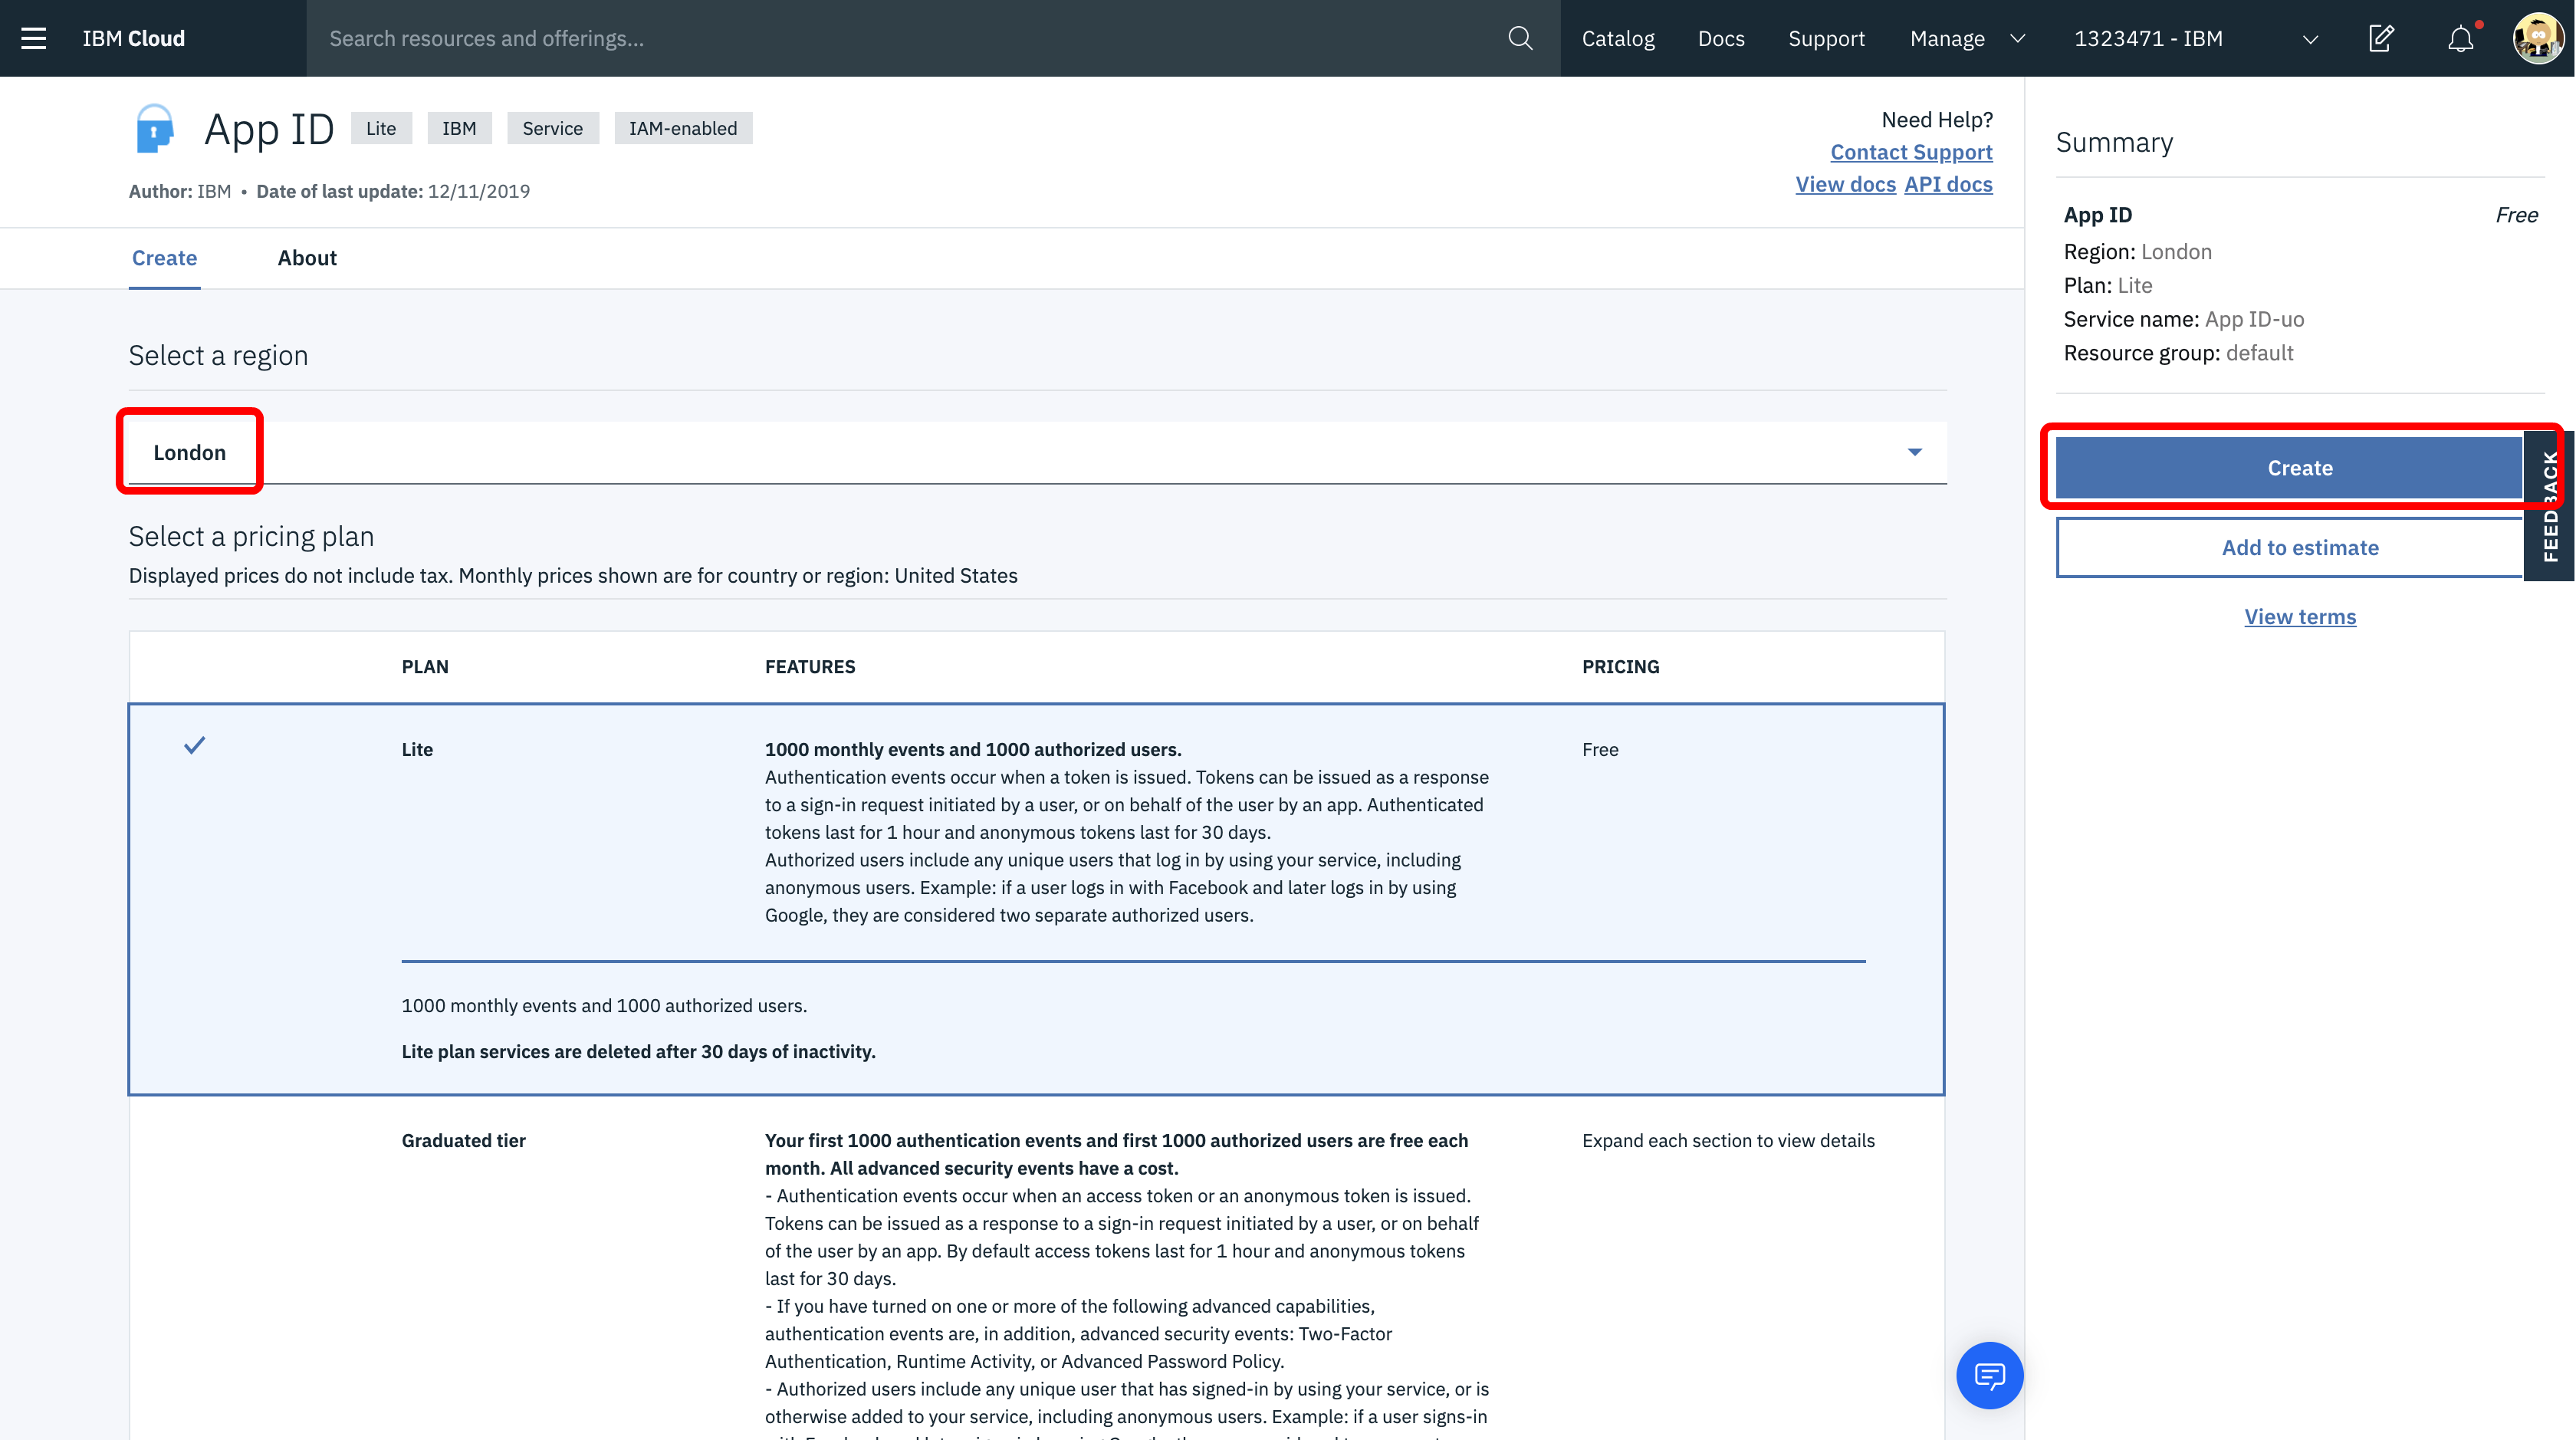 IBM Cloud
Search resources and offerings...
Catalog
Docs
Support
Manage
1323471 - IBM
App ID
Lite
IBM
Service
IAM-enabled
Author: IBM • Date of last update: 12/11/2019
Need Help?
Contact Support
View docs API docs
Create
About
Select a region
London
Select a pricing plan
Displayed prices do not include tax. Monthly prices shown are for country or region: United States
PLAN
FEATURES
PRICING
Lite
1000 monthly events and 1000 authorized users.
Free
Authentication events occur when a token is issued. Tokens can be issued as a response
to a sign-in request initiated by a user, or on behalf of the user by an app. Authenticated
tokens last for 1 hour and anonymous tokens last for 30 days.
Authorized users include any unique users that log in by using your service, including
anonymous users. Example: if a user logs in with Facebook and later logs in by using
Google, they are considered two separate authorized users.
1000 monthly events and 1000 authorized users.
Lite plan services are deleted after 30 days of inactivity.
Graduated tier
Your first 1000 authentication events and first 1000 authorized users are free each
month. All advanced security events have a cost.
Expand each section to view details
- Authentication events occur when an access token or an anonymous token is issued.
Tokens can be issued as a response to a sign-in request initiated by a user, or on behalf
of the user by an app. By default access tokens last for 1 hour and anonymous tokens
last for 30 days.
- If you have turned on one or more of the following advanced capabilities,
authentication events are, in addition, advanced security events: Two-Factor
Authentication, Runtime Activity, or Advanced Password Policy.
- Authorized users include any unique user that has signed-in by using your service, or is
otherwise added to your service, including anonymous users. Example: if a user signs-in
Summary
App ID
Free
Region: London
Plan: Lite
Service name: App ID-uo
Resource group: default
Create
Add to estimate
View terms
FEEDBACK